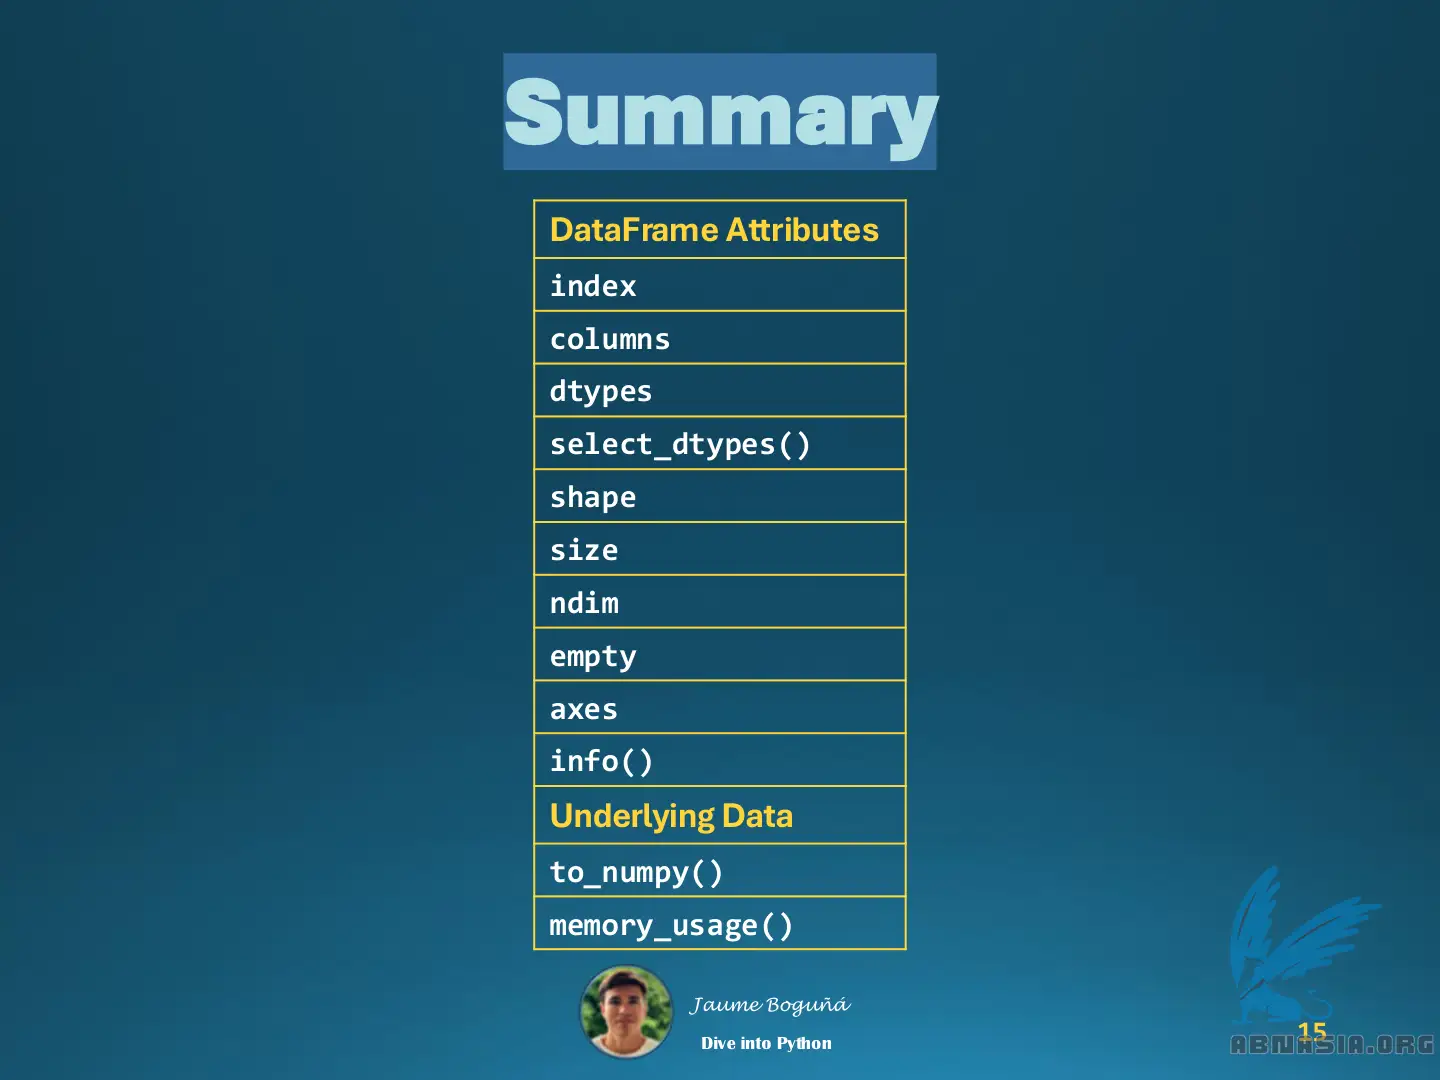 Summary
DataFrame Attributes
index
columns
dtypes
select_dtypes()
shape
size
ndim
empty
axes
info()
Underlying Data
to_numpy()
memory_usage()
Jaume Boguñá
Dive into Python
15
ABNASIA.ORG